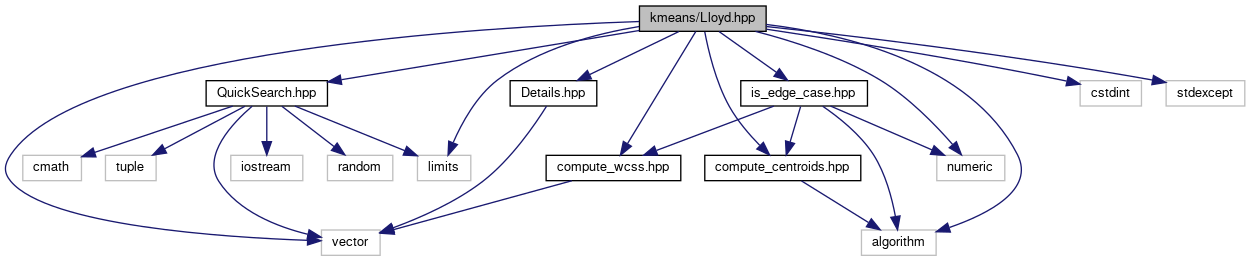 kmeans/Lloyd.hpp
QuickSearch.hpp
Details.hpp
is_edge_case.hpp
cstdint
stdexcept
cmath
tuple
iostream
random
limits
compute_wcss.hpp
compute_centroids.hpp
numeric
vector
algorithm